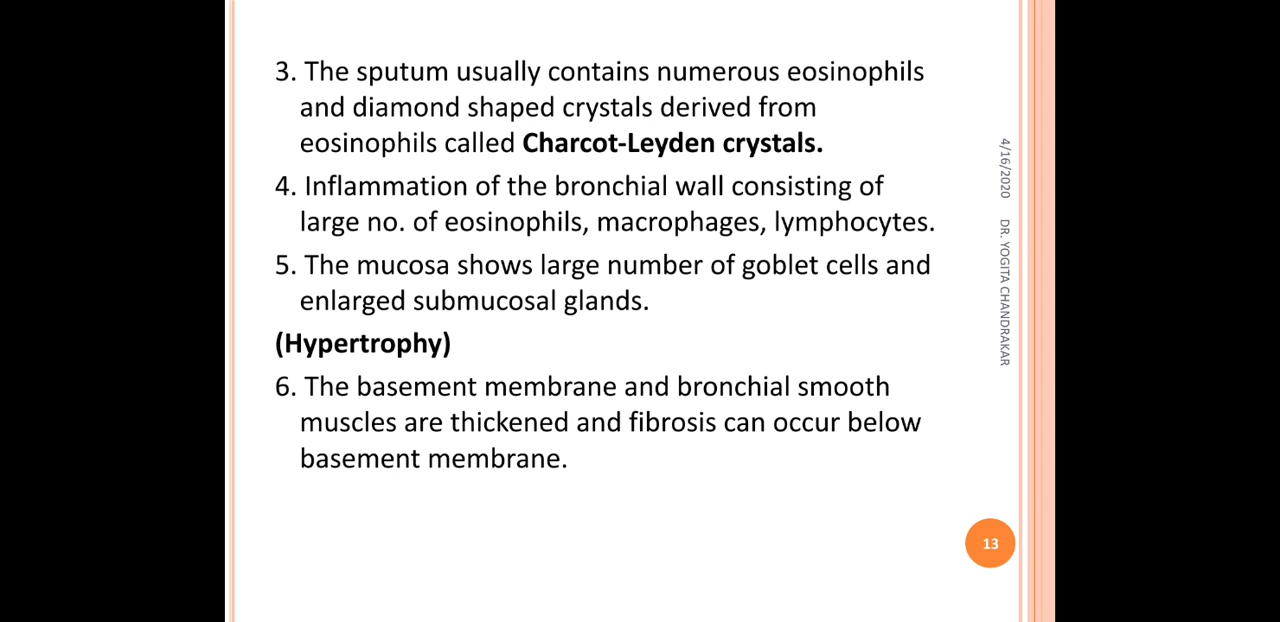 3. The sputum usually contains numerous eosinophils
and diamond shaped crystals derived from
eosinophils called Charcot-Leyden crystals.
4. Inflammation of the bronchial wall consisting of
large no. of eosinophils, macrophages, lymphocytes.
5. The mucosa shows large number of goblet cells and
enlarged submucosal glands.
(Hypertrophy)
6. The basement membrane and bronchial smooth
muscles are thickened and fibrosis can occur below
basement membrane.
4/16/2020 DR. YOGITA CHANDRAKAR
13